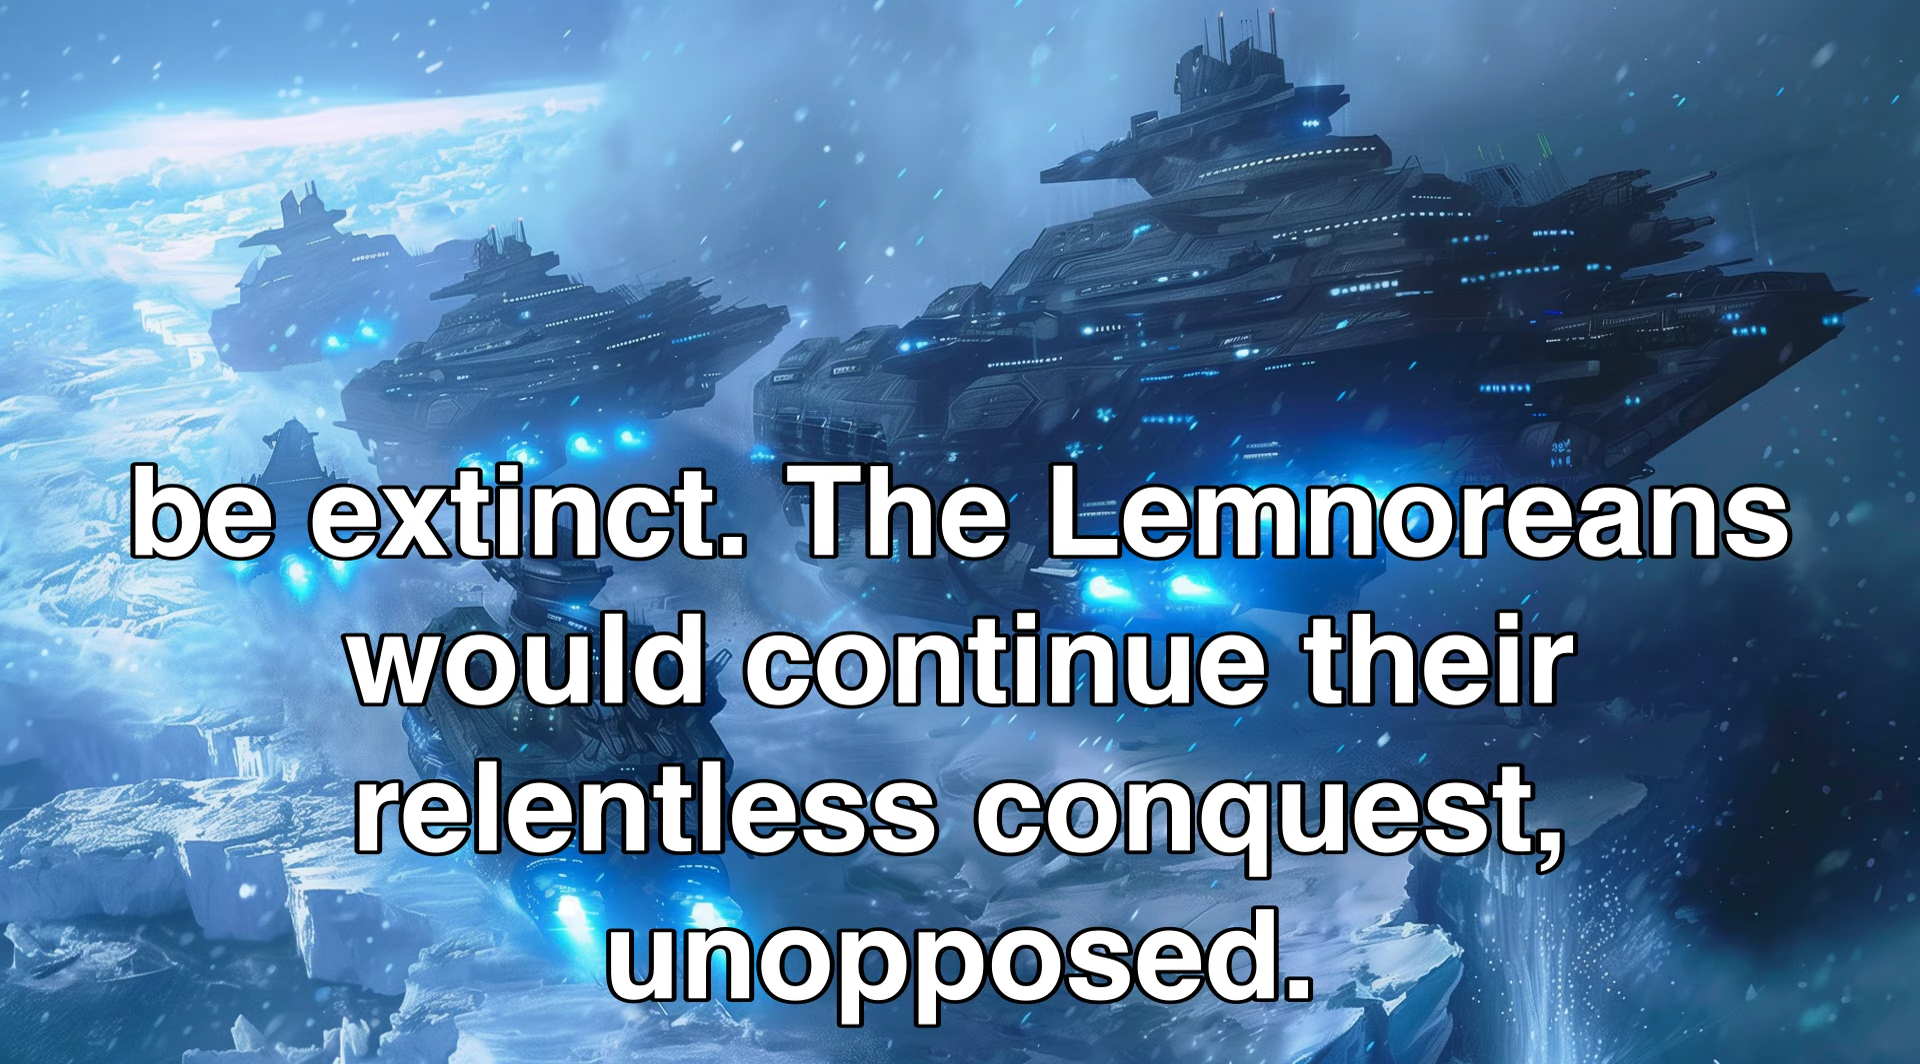 be extinct. The Lemnoreans
would continue their
relentless conquest,
unopposed.